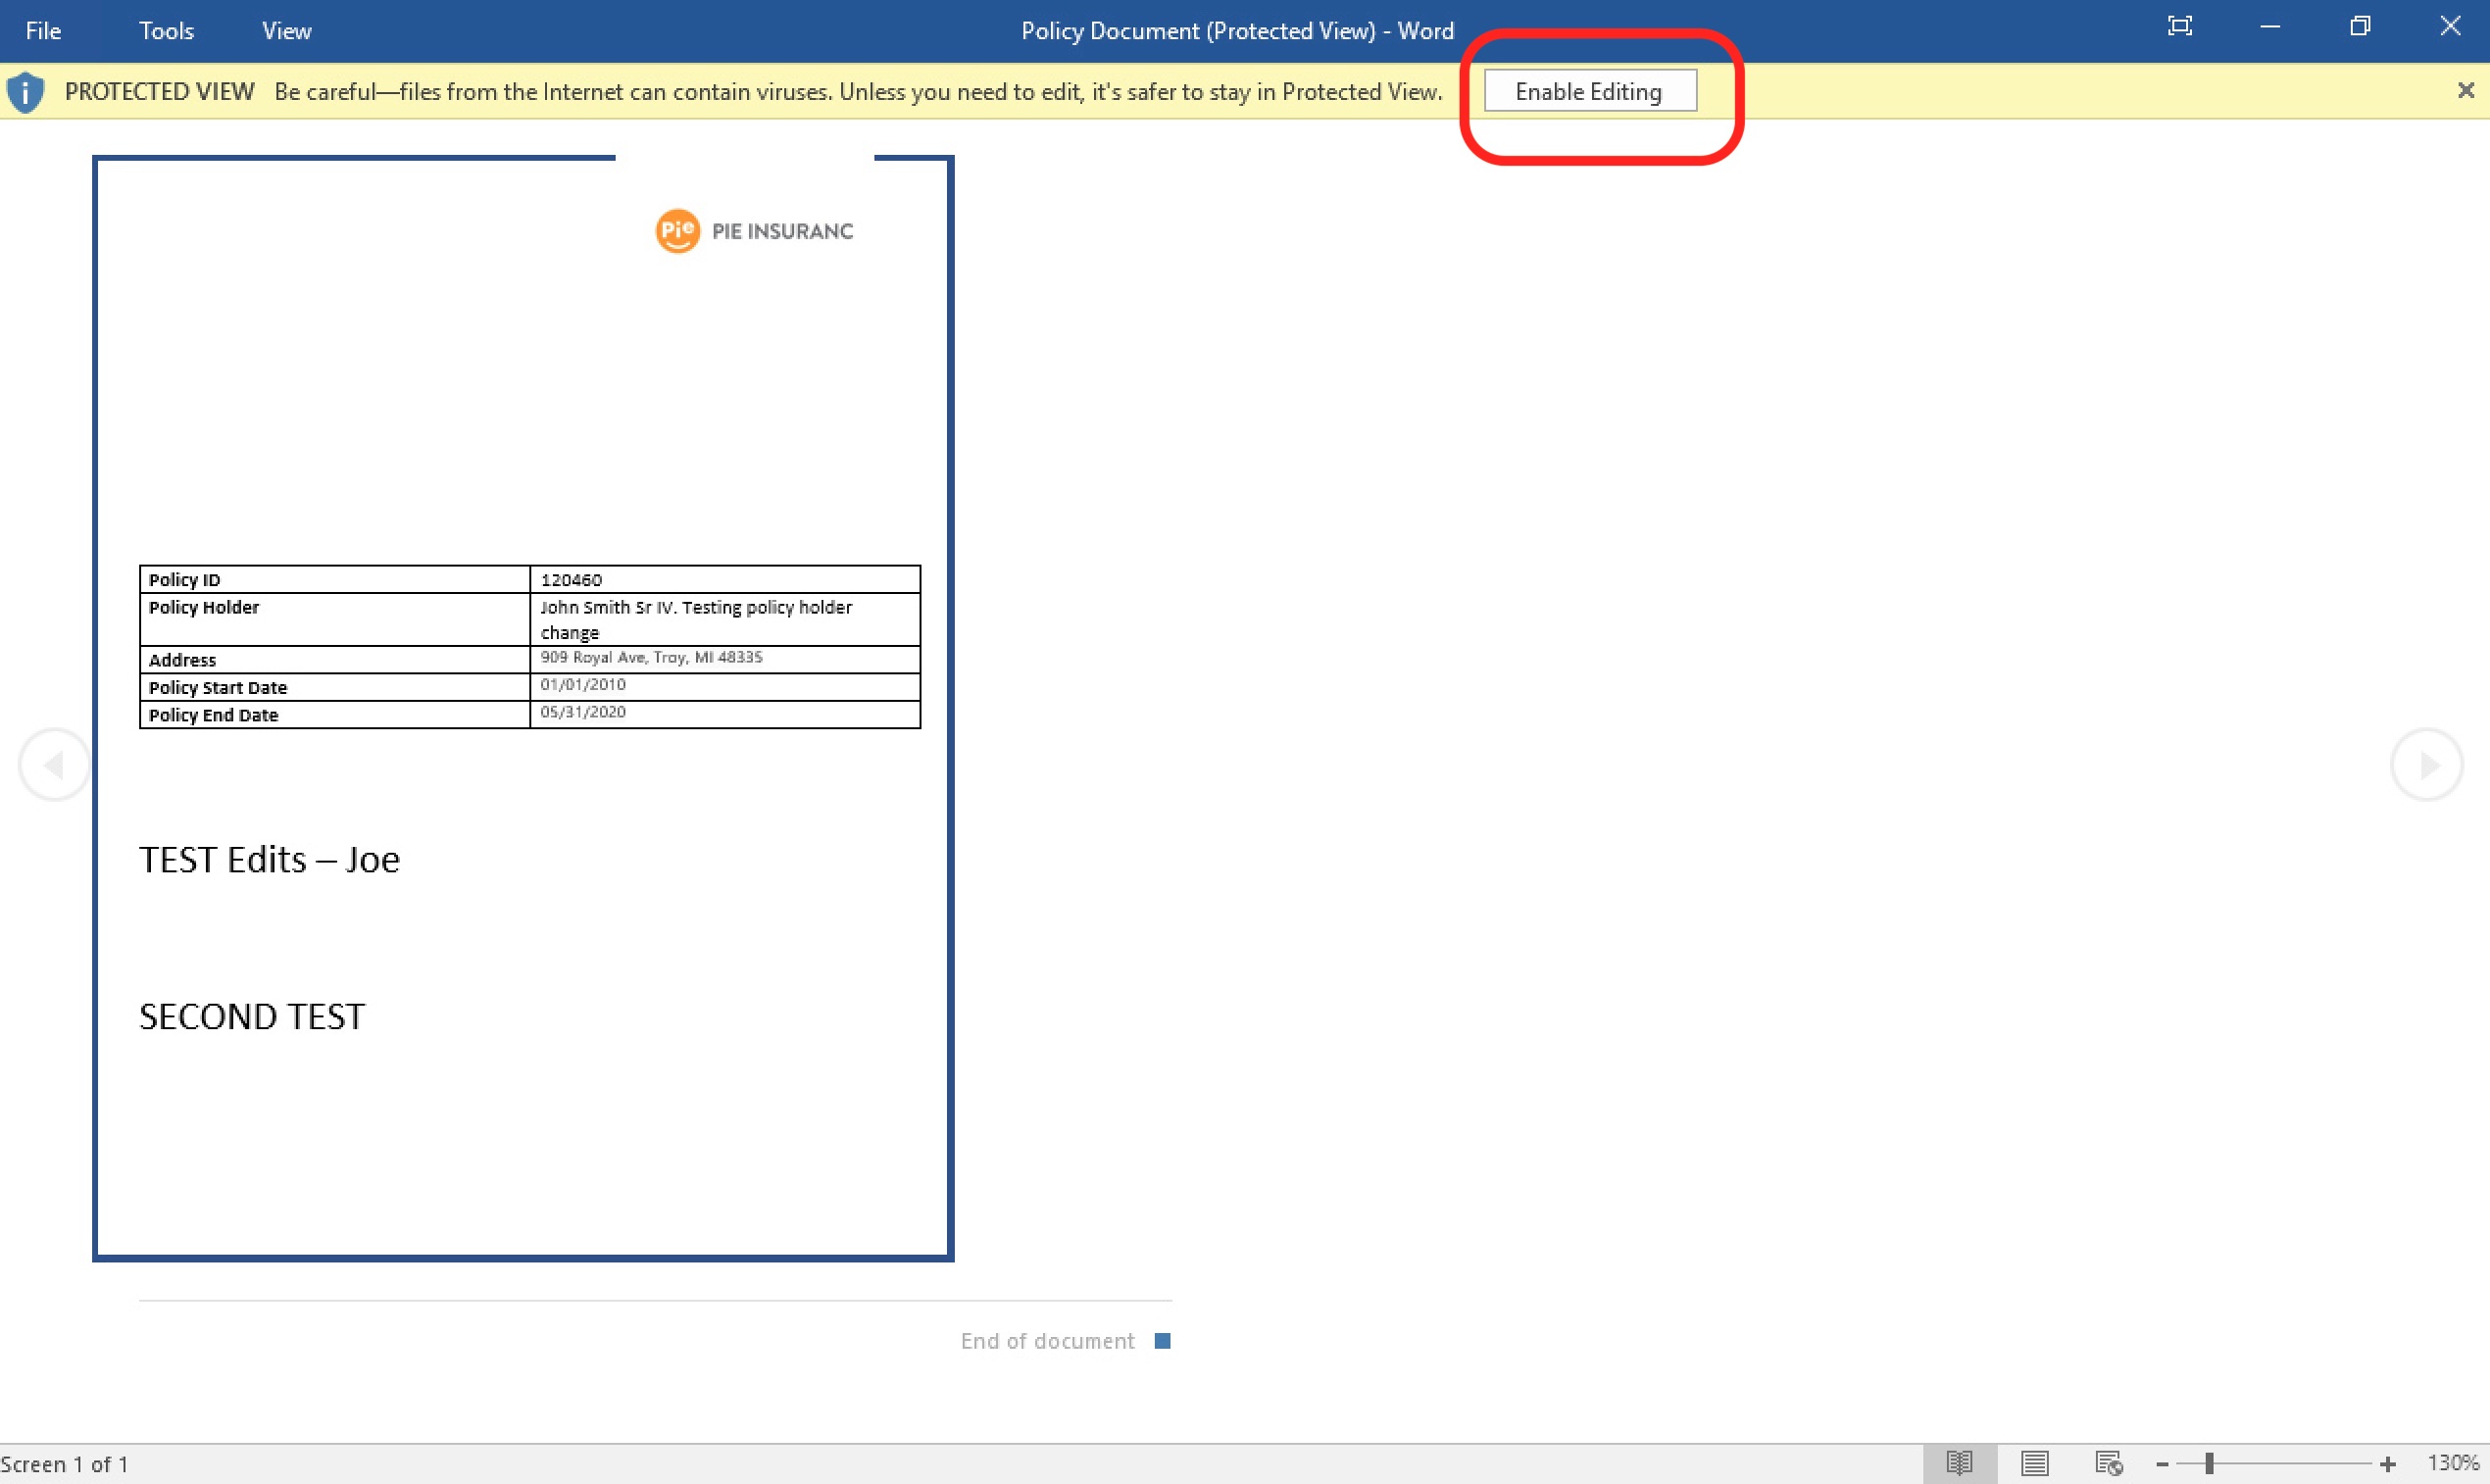 File Tools View Policy Document (Protected View) - Word
PROTECTED VIEW Be careful—files from the Internet can contain viruses. Unless you need to edit, it's safer to stay in Protected View. Enable Editing
Pie PIE INSURANC
Policy ID 120460
Policy Holder John Smith Sr IV. Testing policy holder
change
Address 909 Royal Ave, Troy, MI 48335
Policy Start Date 01/01/2010
Policy End Date 05/31/2020
TEST Edits – Joe
SECOND TEST
End of document
Screen 1 of 1 130%